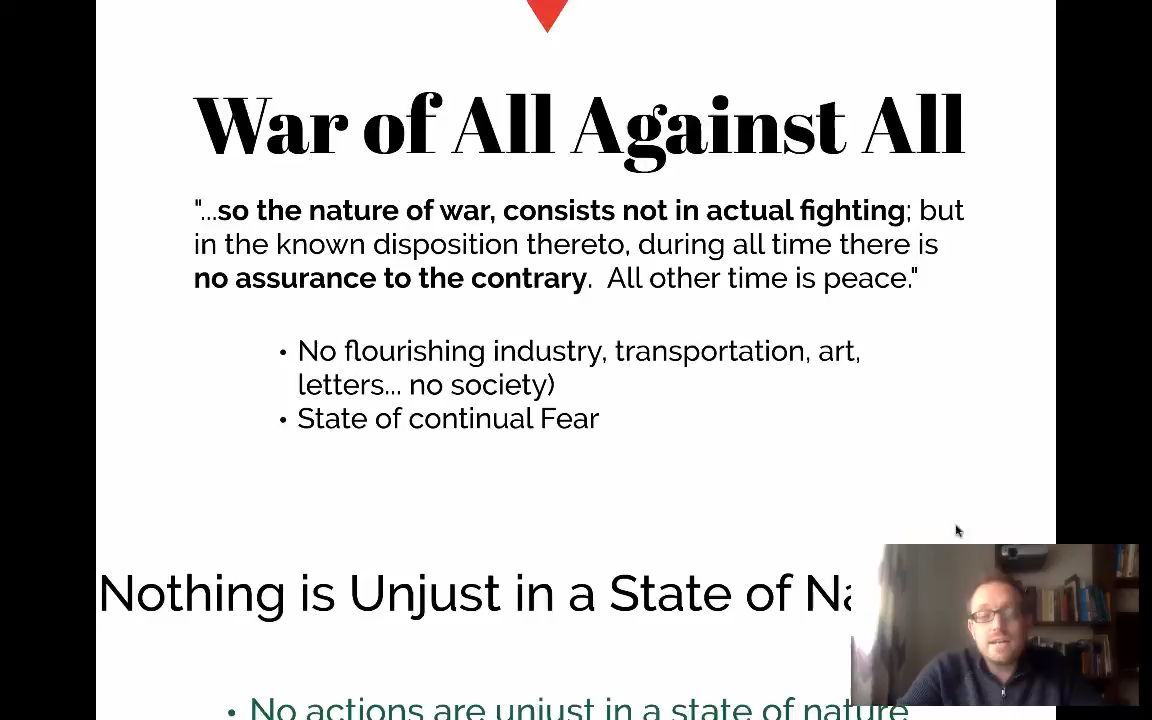 War of All Against All
"...so the nature of war, consists not in actual fighting; but
in the known disposition thereto, during all time there is
no assurance to the contrary.  All other time is peace."
• No flourishing industry, transportation, art,
letters... no society)
• State of continual Fear
Nothing is Unjust in a State of Na
• No actions are unjust in a state of nature